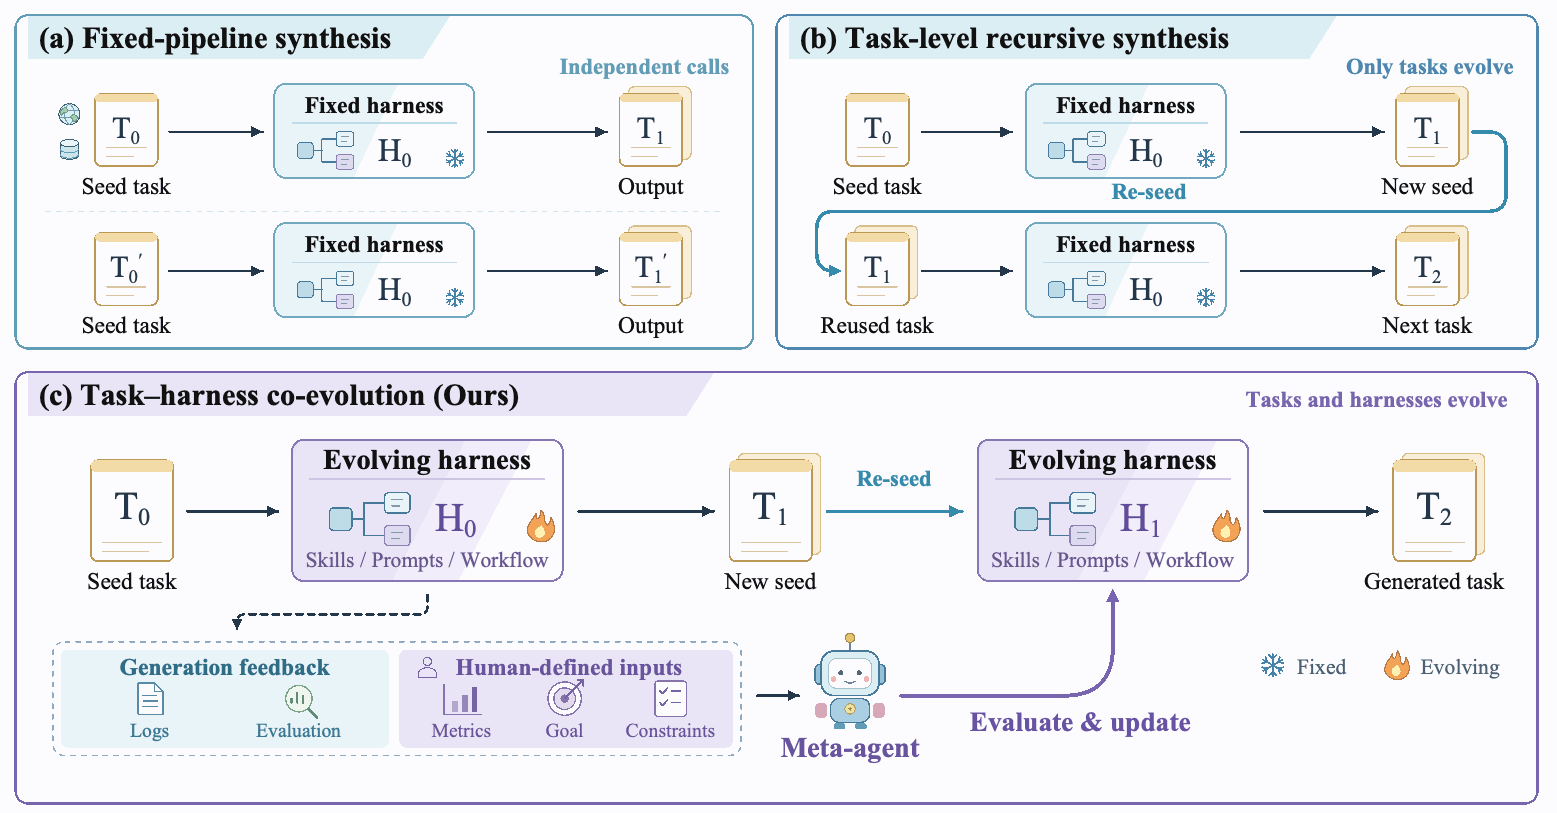 (a) Fixed-pipeline synthesis
Independent calls
T0
Seed task
Fixed harness
H0
T1
Output
T0′
Seed task
Fixed harness
H0
T1′
Output
(b) Task-level recursive synthesis
Only tasks evolve
T0
Seed task
Fixed harness
H0
T1
New seed
Re-seed
T1
Reused task
Fixed harness
H0
T2
Next task
(c) Task–harness co-evolution (Ours)
Tasks and harnesses evolve
T0
Seed task
Evolving harness
H0
Skills / Prompts / Workflow
T1
New seed
Re-seed
Evolving harness
H1
Skills / Prompts / Workflow
T2
Generated task
Generation feedback
Logs
Evaluation
Human-defined inputs
Metrics
Goal
Constraints
Meta-agent
Evaluate & update
Fixed
Evolving